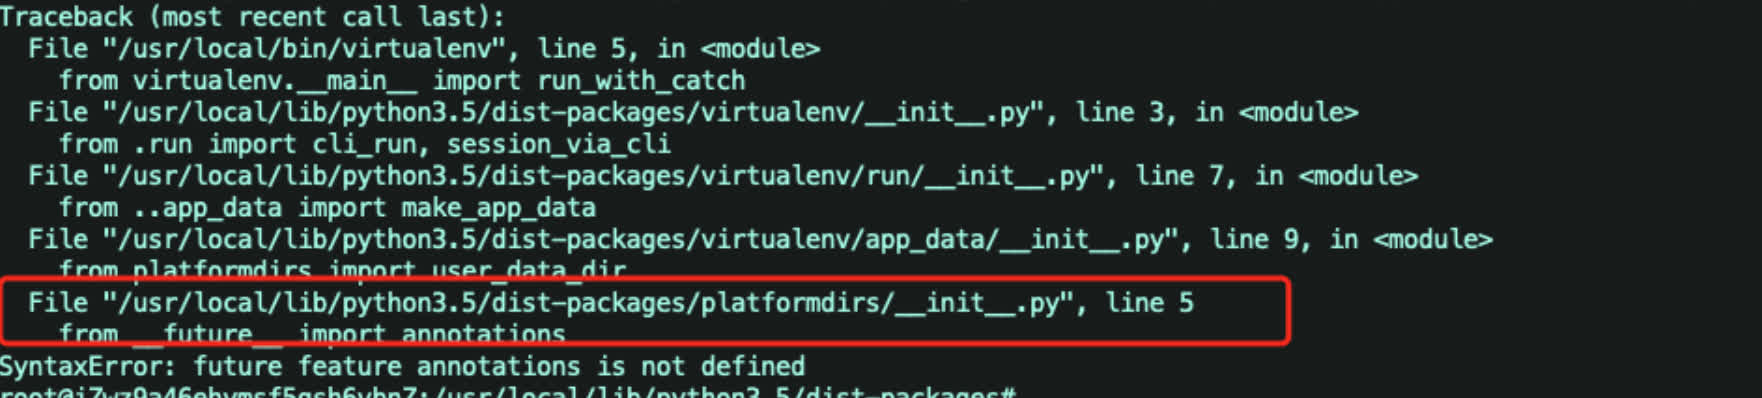 Traceback (most recent call last):
  File "/usr/local/bin/virtualenv", line 5, in <module>
    from virtualenv.__main__ import run_with_catch
  File "/usr/local/lib/python3.5/dist-packages/virtualenv/__init__.py", line 3, in <module>
    from .run import cli_run, session_via_cli
  File "/usr/local/lib/python3.5/dist-packages/virtualenv/run/__init__.py", line 7, in <module>
    from ..app_data import make_app_data
  File "/usr/local/lib/python3.5/dist-packages/virtualenv/app_data/__init__.py", line 9, in <module>
    from platformdirs import user_data_dir
  File "/usr/local/lib/python3.5/dist-packages/platformdirs/__init__.py", line 5
    from __future__ import annotations
SyntaxError: future feature annotations is not defined
:/usr/local/lib/python3.5/dist-packages#